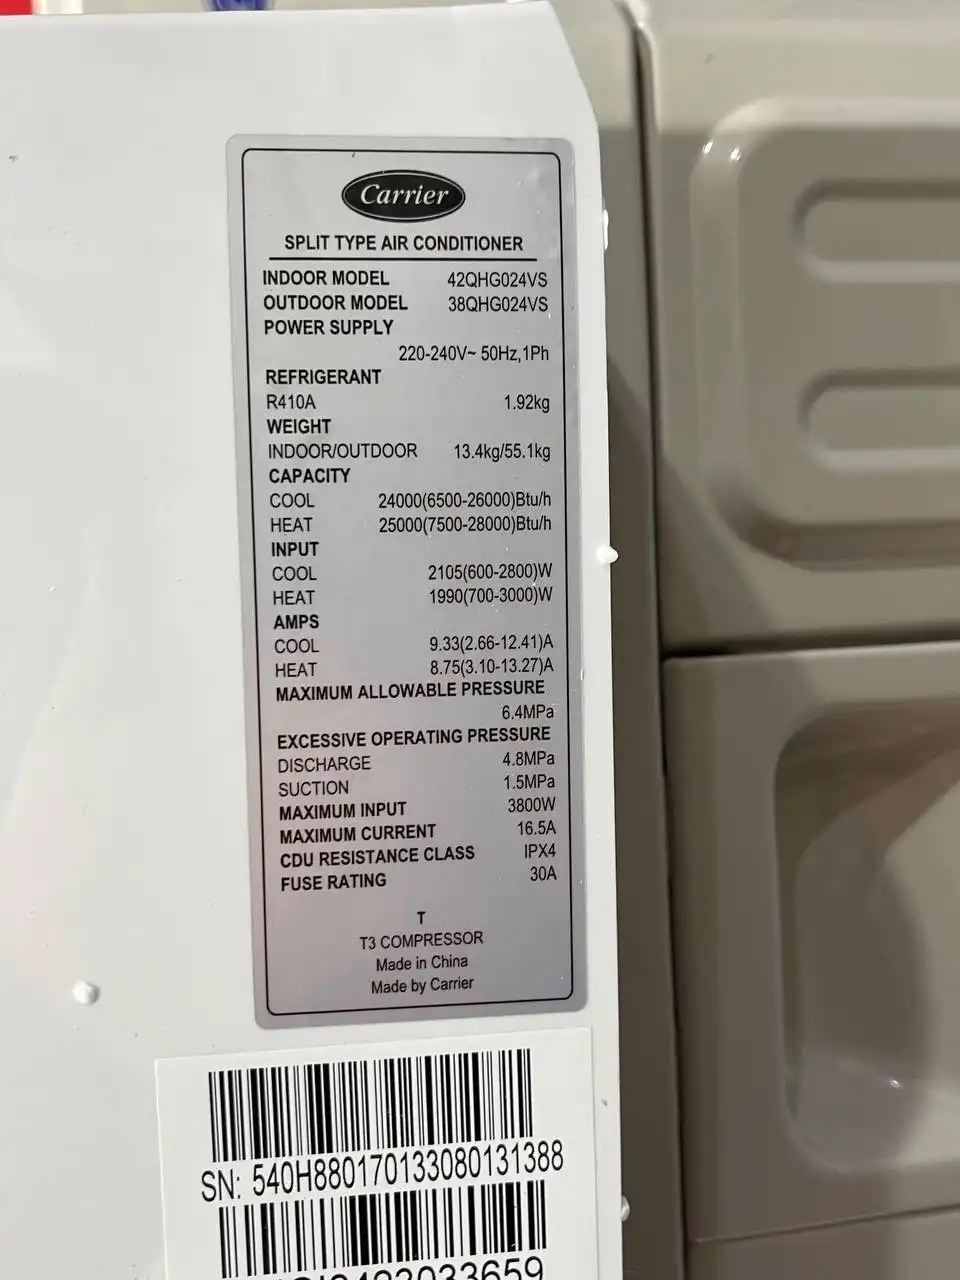 Carrier
SPLIT TYPE AIR CONDITIONER
INDOOR MODEL 42QHG024VS
OUTDOOR MODEL 38QHG024VS
POWER SUPPLY
220-240V~ 50Hz,1Ph
REFRIGERANT
R410A 1.92kg
WEIGHT
INDOOR/OUTDOOR 13.4kg/55.1kg
CAPACITY
COOL 24000(6500-26000)Btu/h
HEAT 25000(7500-28000)Btu/h
INPUT
COOL 2105(600-2800)W
HEAT 1990(700-3000)W
AMPS
COOL 9.33(2.66-12.41)A
HEAT 8.75(3.10-13.27)A
MAXIMUM ALLOWABLE PRESSURE
6.4MPa
EXCESSIVE OPERATING PRESSURE
DISCHARGE 4.8MPa
SUCTION 1.5MPa
MAXIMUM INPUT 3800W
MAXIMUM CURRENT 16.5A
CDU RESISTANCE CLASS IPX4
FUSE RATING 30A
T
T3 COMPRESSOR
Made in China
Made by Carrier
SN: 540H880170133080131388